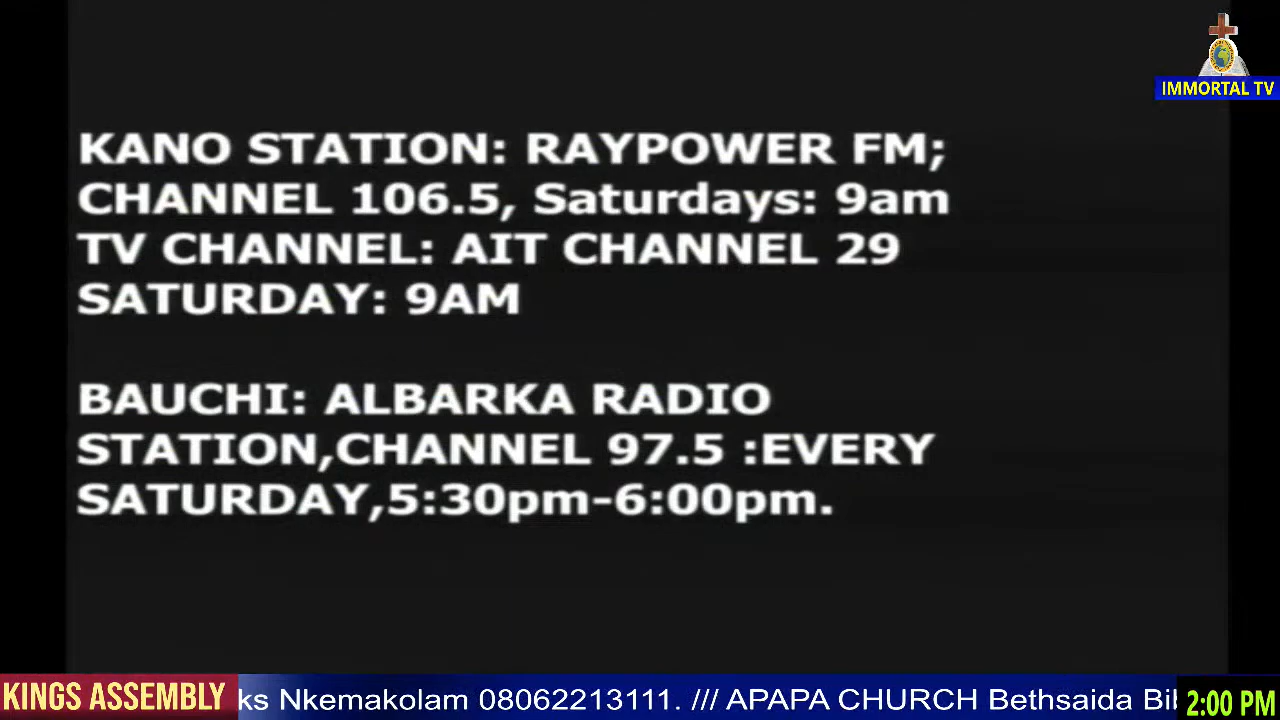 IMMORTAL TV
KANO STATION: RAYPOWER FM;
CHANNEL 106.5, Saturdays: 9am
TV CHANNEL: AIT CHANNEL 29
SATURDAY: 9AM
BAUCHI: ALBARKA RADIO
STATION,CHANNEL 97.5 :EVERY
SATURDAY,5:30pm-6:00pm.
KINGS ASSEMBLY ks Nkemakolam 08062213111. /// APAPA CHURCH Bethsaida Bi 2:00 PM